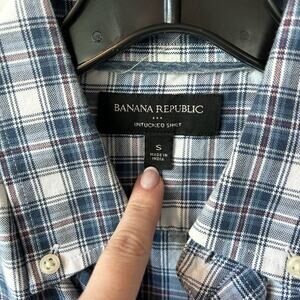 BANANA REPUBLIC
UNTUCKED SHIRT
S
MADE IN
INDIA